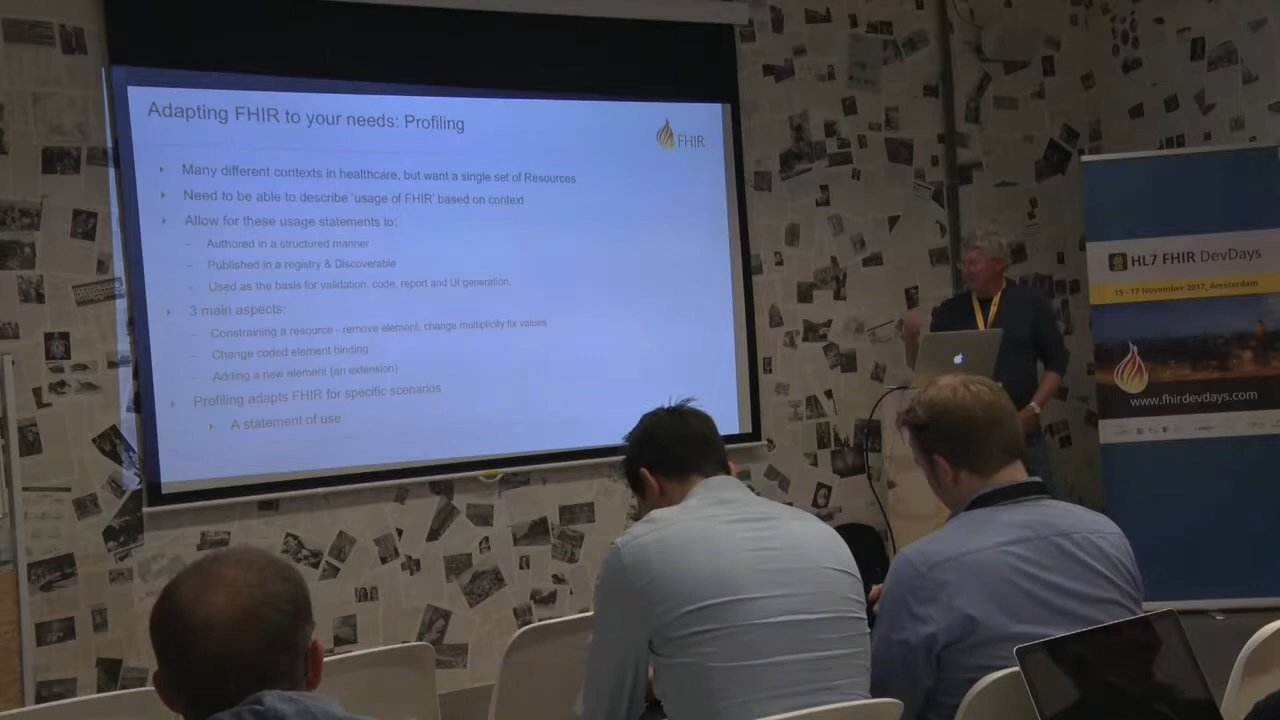 Adapting FHIR to your needs: Profiling
FHIR
Many different contexts in healthcare, but want a single set of Resources
Need to be able to describe 'usage of FHIR' based on context
Allow for these usage statements to:
Authored in a structured manner
Published in a registry & Discoverable
Used as the basis for validation, code, report and UI generation.
3 main aspects:
Constraining a resource - remove element, change multiplicity fix values
Change coded element binding
Adding a new element (an extension)
Profiling adapts FHIR for specific scenarios
A statement of use
HL7 FHIR DevDays
15 - 17 November 2017, Amsterdam
www.fhirdevdays.com